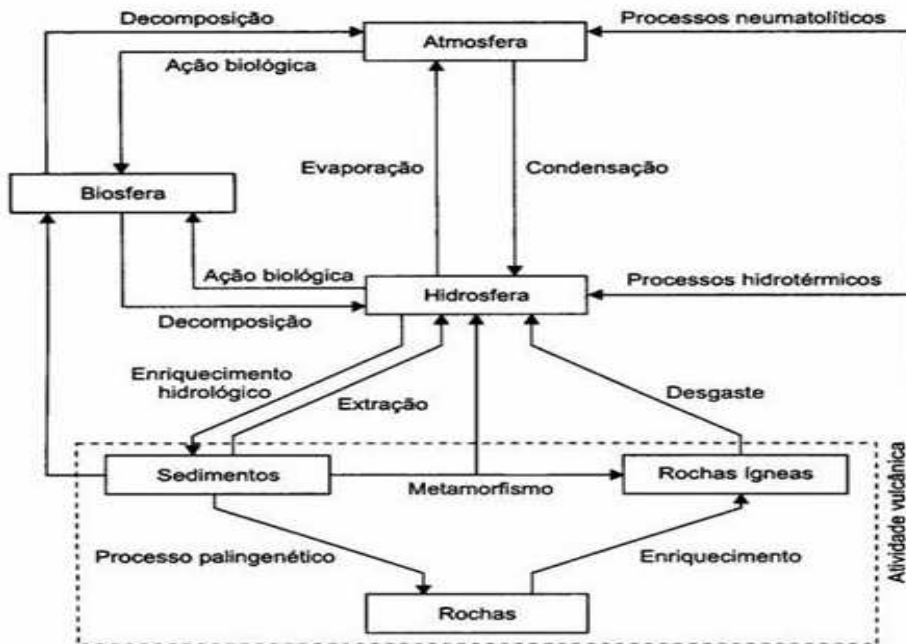 Decomposição
Processos neumatolíticos
Atmosfera
Ação biológica
Evaporação
Condensação
Biosfera
Ação biológica
Processos hidrotérmicos
Hidrosfera
Decomposição
Enriquecimento
hidrológico
Extração
Desgaste
Sedimentos
Rochas ígneas
Metamorfismo
Atividade vulcânica
Processo palingenético
Enriquecimento
Rochas